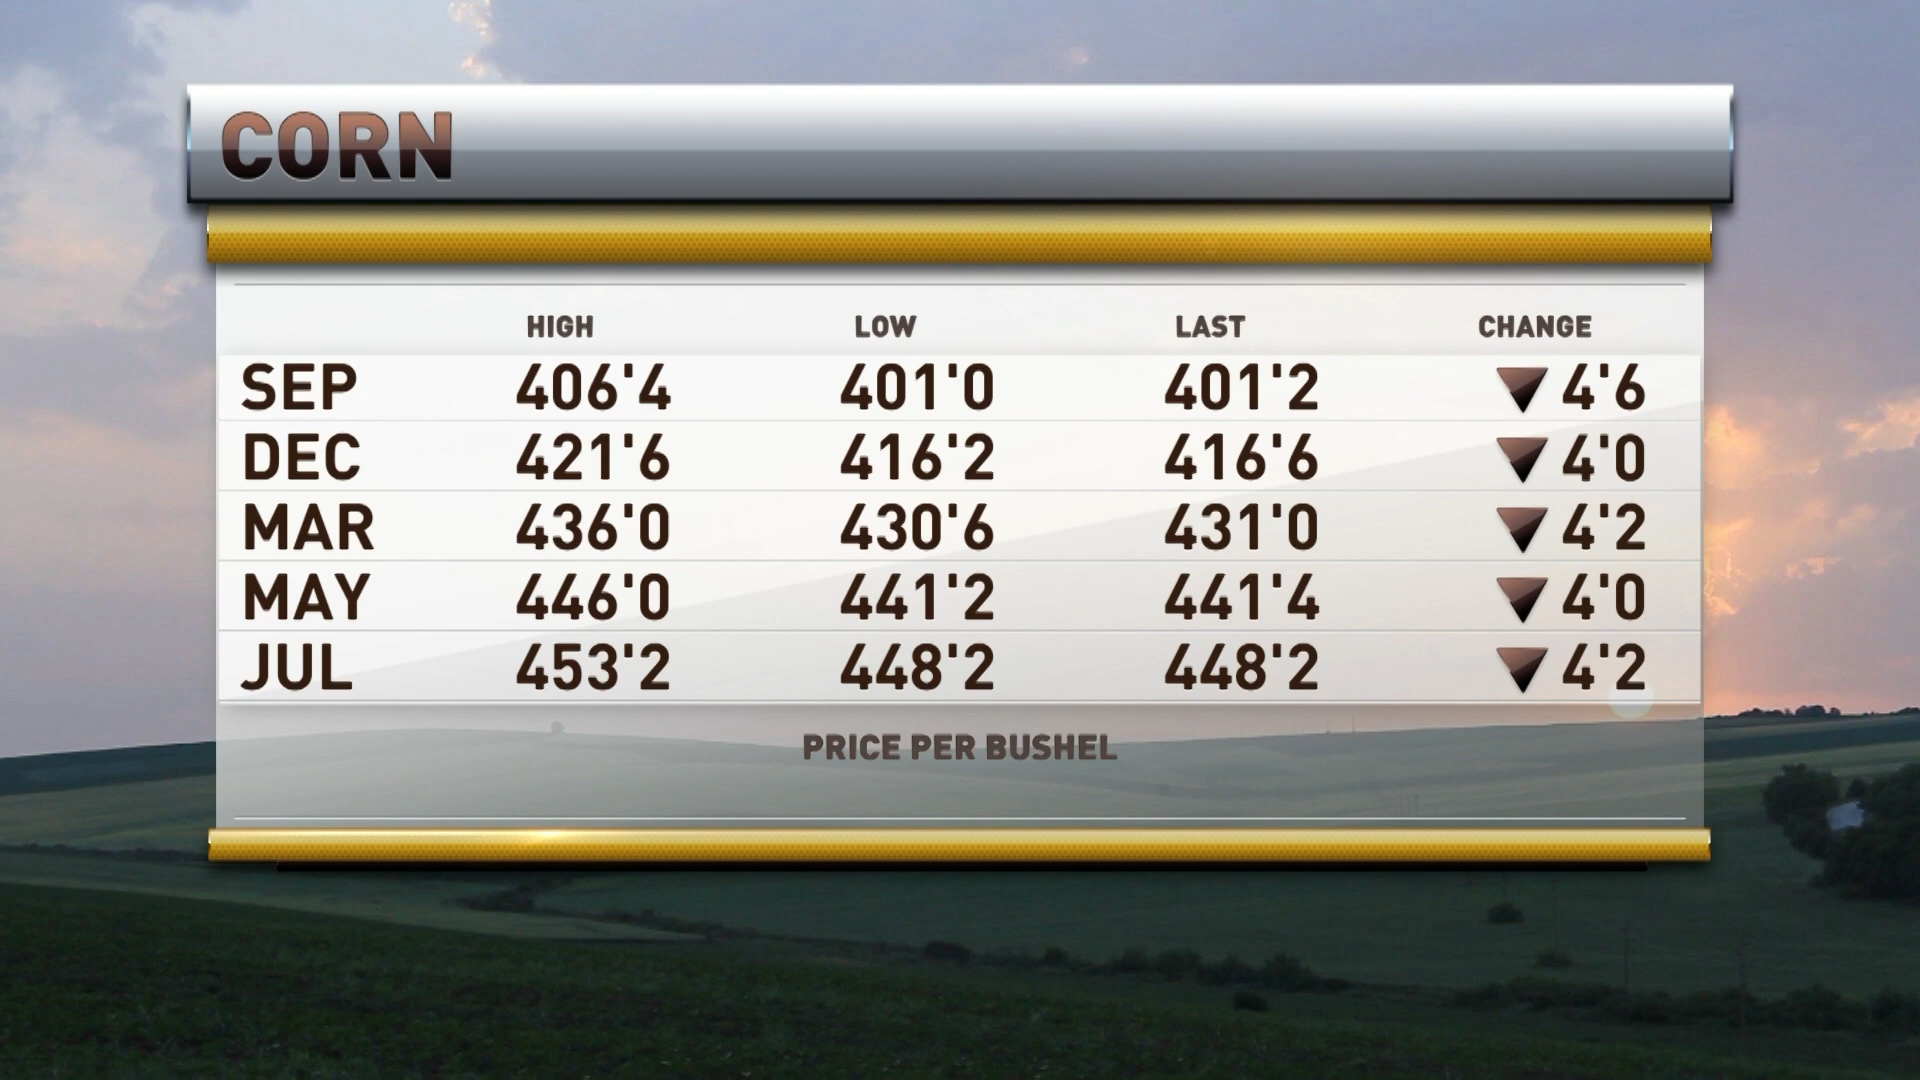 CORN
HIGH LOW LAST CHANGE
SEP 406'4 401'0 401'2 ▼ 4'6
DEC 421'6 416'2 416'6 ▼ 4'0
MAR 436'0 430'6 431'0 ▼ 4'2
MAY 446'0 441'2 441'4 ▼ 4'0
JUL 453'2 448'2 448'2 ▼ 4'2
PRICE PER BUSHEL